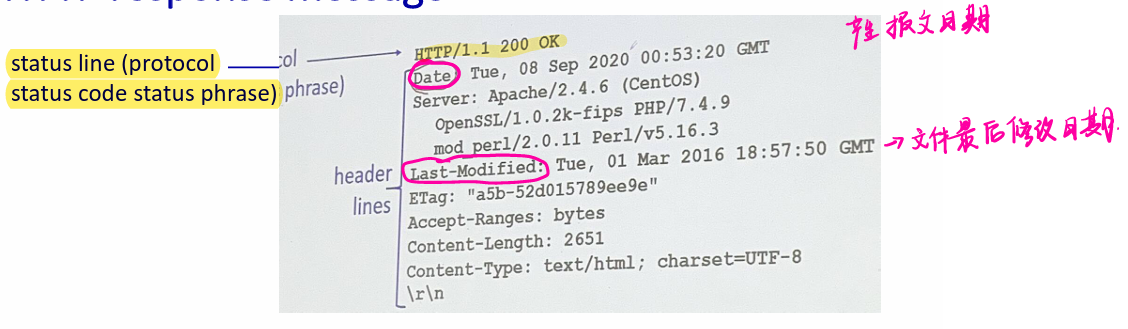 HTTP response message
status line (protocol
status code status phrase)
col
phrase)
HTTP/1.1 200 OK
Date: Tue, 08 Sep 2020 00:53:20 GMT
报文日期
Server: Apache/2.4.6 (CentOS)
OpenSSL/1.0.2k-fips PHP/7.4.9
mod_perl/2.0.11 Perl/v5.16.3
header
lines
Last-Modified: Tue, 01 Mar 2016 18:57:50 GMT
→文件最后修改日期.
ETag: "a5b-52d015789ee9e"
Accept-Ranges: bytes
Content-Length: 2651
Content-Type: text/html; charset=UTF-8
\r\n